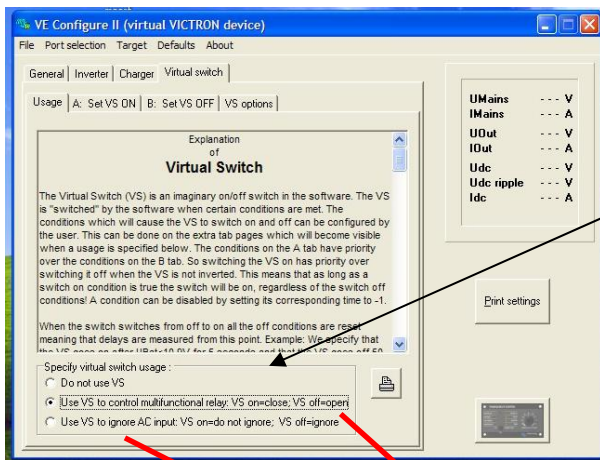 VE Configure II (virtual VICTRON device)
File Port selection Target Defaults About
General Inverter Charger Virtual switch
Usage A: Set VS ON B: Set VS OFF VS options
Explanation
of
Virtual Switch
The Virtual Switch (VS) is an imaginary on/off switch in the software. The VS
is "switched" by the software when certain conditions are met. The
conditions which will cause the VS to switch on and off can be configured by
the user. This can be done on the extra tab pages which will become visible
when a usage is specified below. The conditions on the A tab have priority
over the conditions on the B tab. So switching the VS on has priority over
switching it off when the VS is not inverted. This means that as long as a
switch on condition is true the switch will be on, regardless of the switch off
conditions! A condition can be disabled by setting its corresponding time to -1.
When the switch switches from off to on all the off conditions are reset
meaning that delays are measured from this point. Example: We specify that
Specify virtual switch usage :
Do not use VS
Use VS to control multifunctional relay: VS on=close; VS off=open
Use VS to ignore AC input: VS on=do not ignore; VS off=ignore
UMains --- V
IMains --- A
UOut --- V
IOut --- A
Udc --- V
Udc ripple --- V
Idc --- A
Print settings